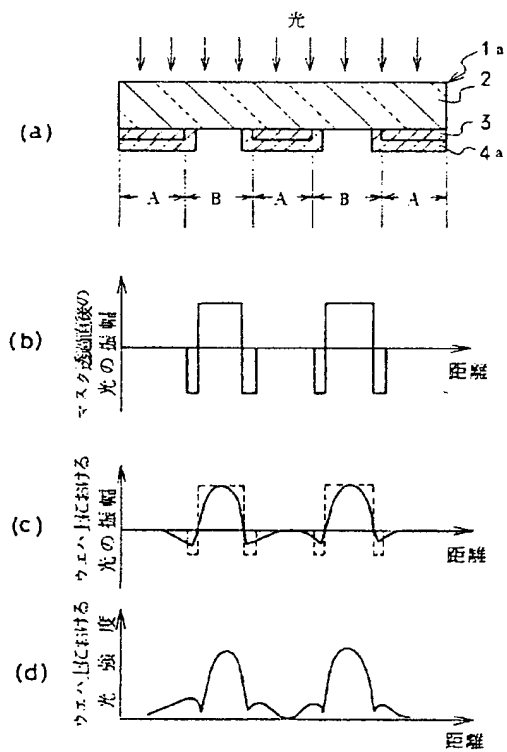 光
1a
2
3
4a
(a)
A B A B A
(b)
マスク透過直後の
光の振幅
距離
(c)
ウエハ上における
光の振幅
距離
(d)
ウエハ上における
光強度
距離